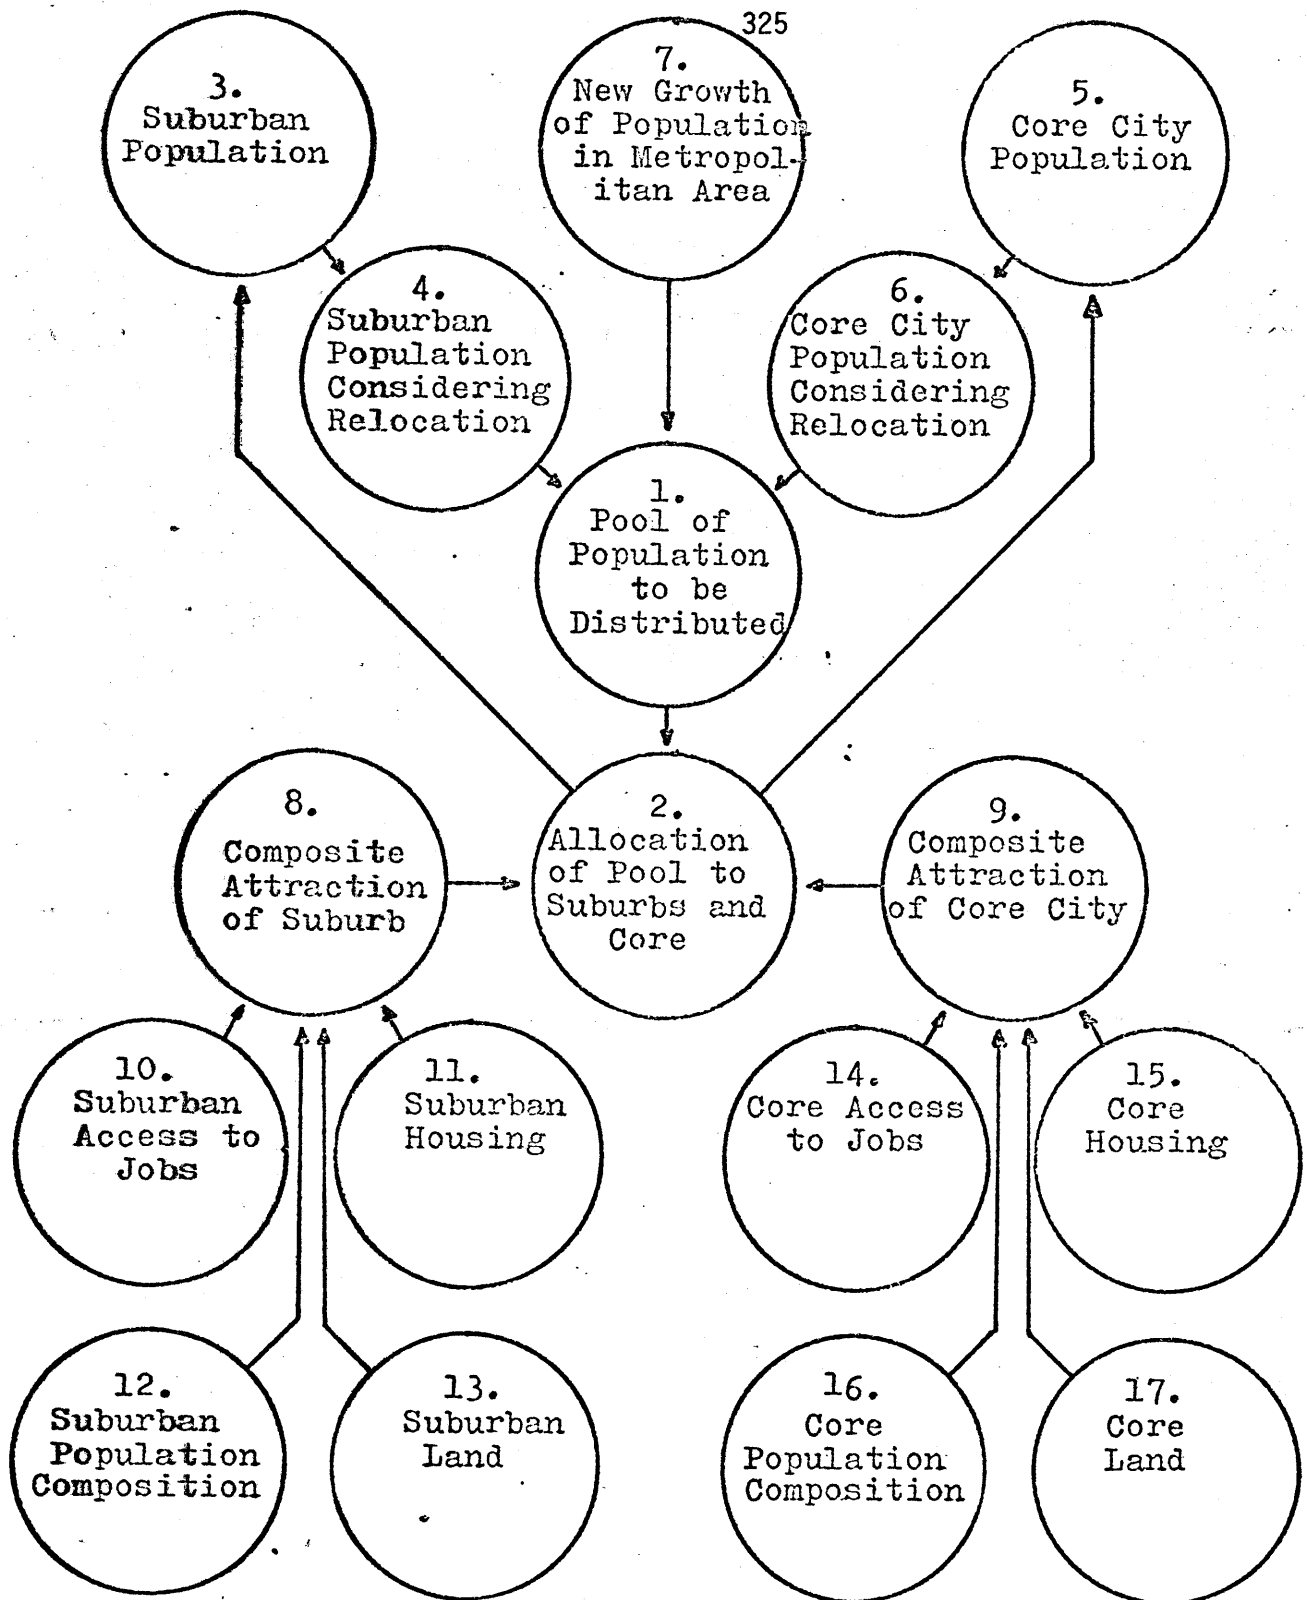 325
3.
Suburban
Population
7.
New Growth
of Population
in Metropol-
itan Area
5.
Core City
Population
4.
Suburban
Population
Considering
Relocation
6.
Core City
Population
Considering
Relocation
1.
Pool of
Population
to be
Distributed
8.
Composite
Attraction
of Suburb
2.
Allocation
of Pool to
Suburbs and
Core
9.
Composite
Attraction
of Core City
10.
Suburban
Access to
Jobs
11.
Suburban
Housing
14.
Core Access
to Jobs
15.
Core
Housing
12.
Suburban
Population
Composition
13.
Suburban
Land
16.
Core
Population
Composition
17.
Core
Land